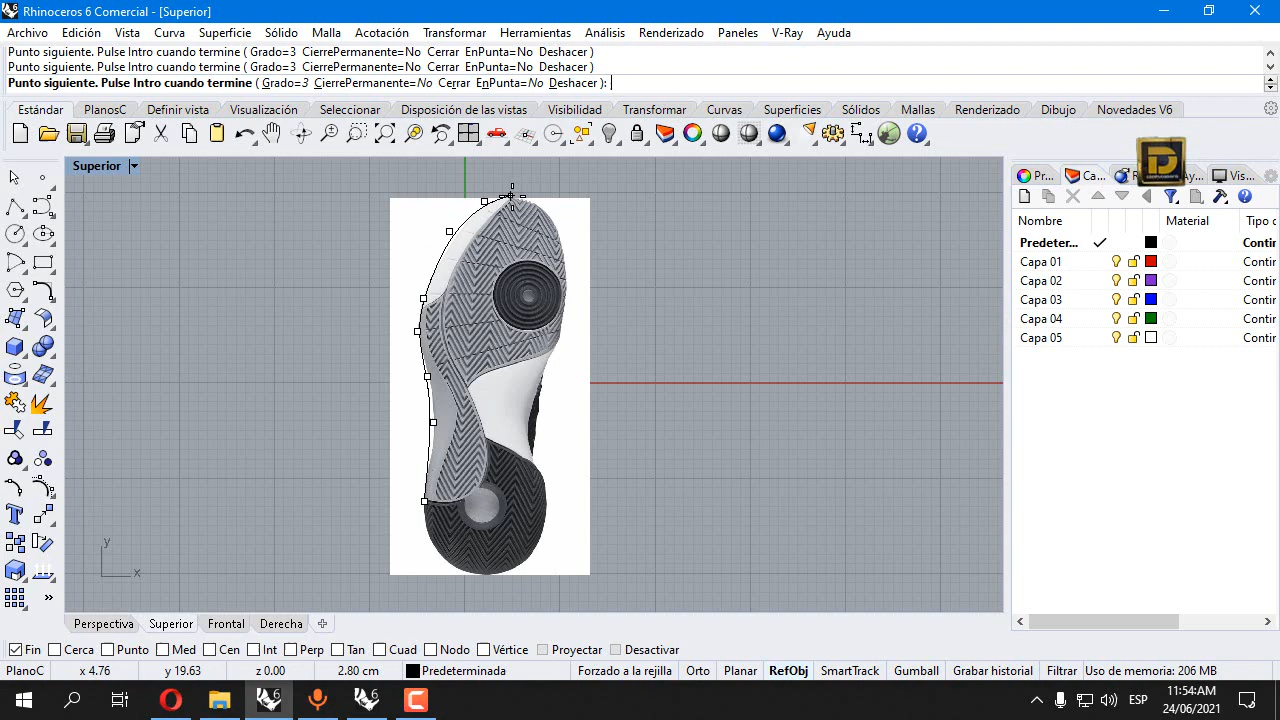 Rhinoceros 6 Comercial - [Superior]
Archivo Edición Vista Curva Superficie Sólido Malla Acotación Transformar Herramientas Análisis Renderizado Paneles V-Ray Ayuda
Punto siguiente. Pulse Intro cuando termine ( Grado=3 CierrePermanente=No Cerrar EnPunta=No Deshacer )
Punto siguiente. Pulse Intro cuando termine ( Grado=3 CierrePermanente=No Cerrar EnPunta=No Deshacer )
Punto siguiente. Pulse Intro cuando termine ( Grado=3 CierrePermanente=No Cerrar EnPunta=No Deshacer ):
Estándar PlanosC Definir vista Visualización Seleccionar Disposición de las vistas Visibilidad Transformar Curvas Superficies Sólidos Mallas Renderizado Dibujo Novedades V6
Superior
Pr... Ca... Ay... Vis...
Nombre Material Tipo c
Predeter... Contir
Capa 01 Contir
Capa 02 Contir
Capa 03 Contir
Capa 04 Contir
Capa 05 Contir
y
x
Perspectiva Superior Frontal Derecha
Fin Cerca Punto Med Cen Int Perp Tan Cuad Nodo Vértice Proyectar Desactivar
PlanoC x 4.76 y 19.63 z 0.00 2.80 cm Predeterminada Forzado a la rejilla Orto Planar RefObj SmartTrack Gumball Grabar historial Filtrar Uso de memoria: 206 MB
ESP
11:54:AM
24/06/2021